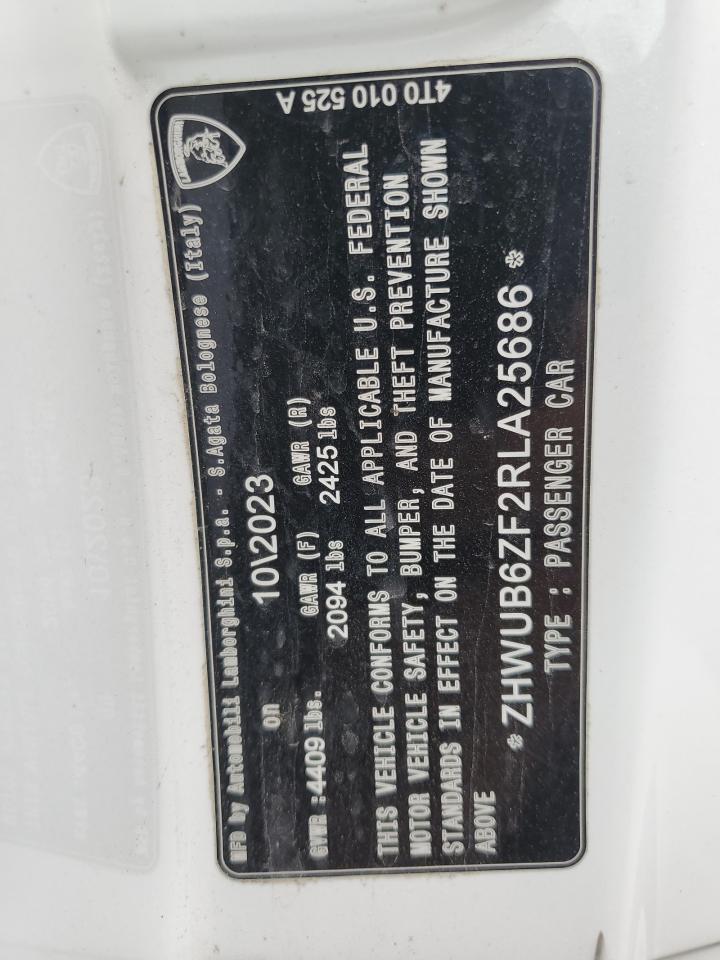 LAMBORGHINI
MFD by Automobili Lamborghini S.p.a. - S.Agata Bolognese (Italy)
on 10\2023
GVWR : GAWR (F) GAWR (R)
4409 lbs. 2094 lbs 2425 lbs
THIS VEHICLE CONFORMS TO ALL APPLICABLE U.S. FEDERAL
MOTOR VEHICLE SAFETY, BUMPER, AND THEFT PREVENTION
STANDARDS IN EFFECT ON THE DATE OF MANUFACTURE SHOWN
ABOVE
* ZHWUB6ZF2RLA25686 *
TYPE : PASSENGER CAR
4T0 010 525 A